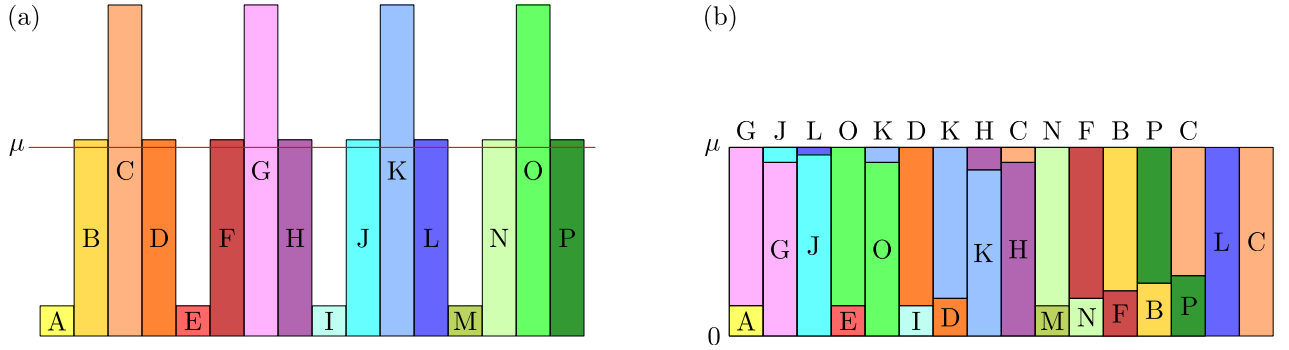 (a)
(b)
G J L O K D K H C N F B P C
μ
C G K O
B D F H J L N P
A E I M
μ
G J O K H L C
A E I D M N F B P
0